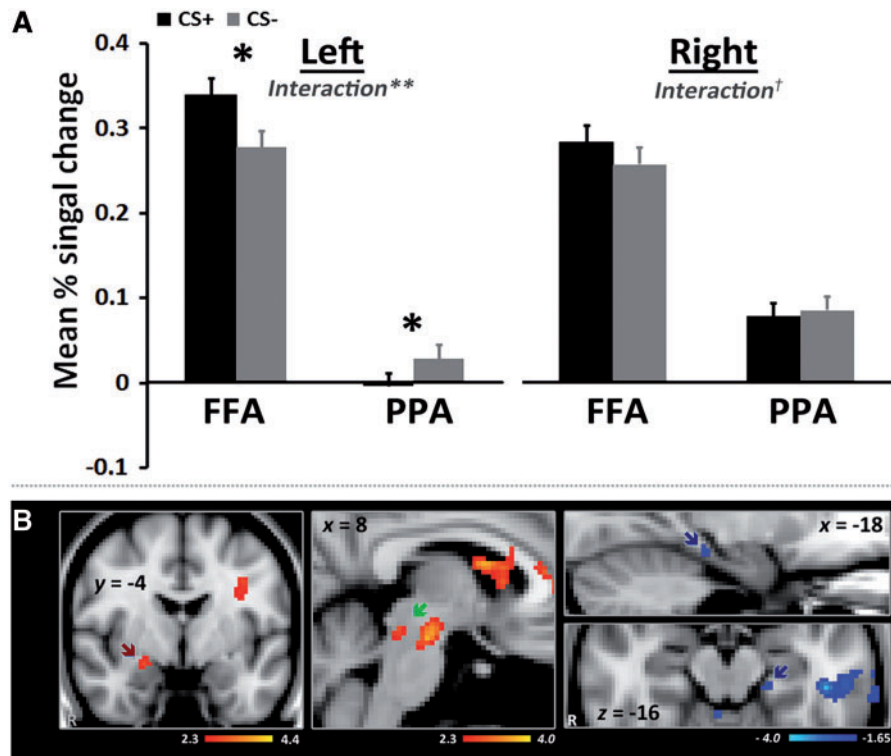 A
CS+ CS-
* Left Right
Interaction** Interaction†
Mean % singal change
0.4
0.3
0.2
0.1
0
-0.1
*
FFA PPA FFA PPA
B
y = -4
R
2.3 4.4
x = 8
2.3 4.0
x = -18
z = -16
R
- 4.0 -1.65